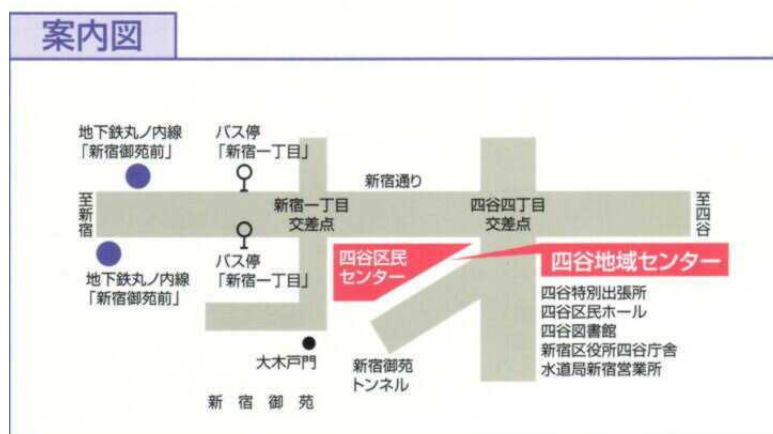 案内図
地下鉄丸ノ内線
「新宿御苑前」
バス停
「新宿一丁目」
新宿通り
至新宿
新宿一丁目
交差点
四谷四丁目
交差点
至四谷
地下鉄丸ノ内線
「新宿御苑前」
バス停
「新宿一丁目」
四谷区民
センター
四谷地域センター
四谷特別出張所
四谷区民ホール
四谷図書館
新宿区役所四谷庁舎
水道局新宿営業所
大木戸門
新宿御苑
トンネル
新宿御苑